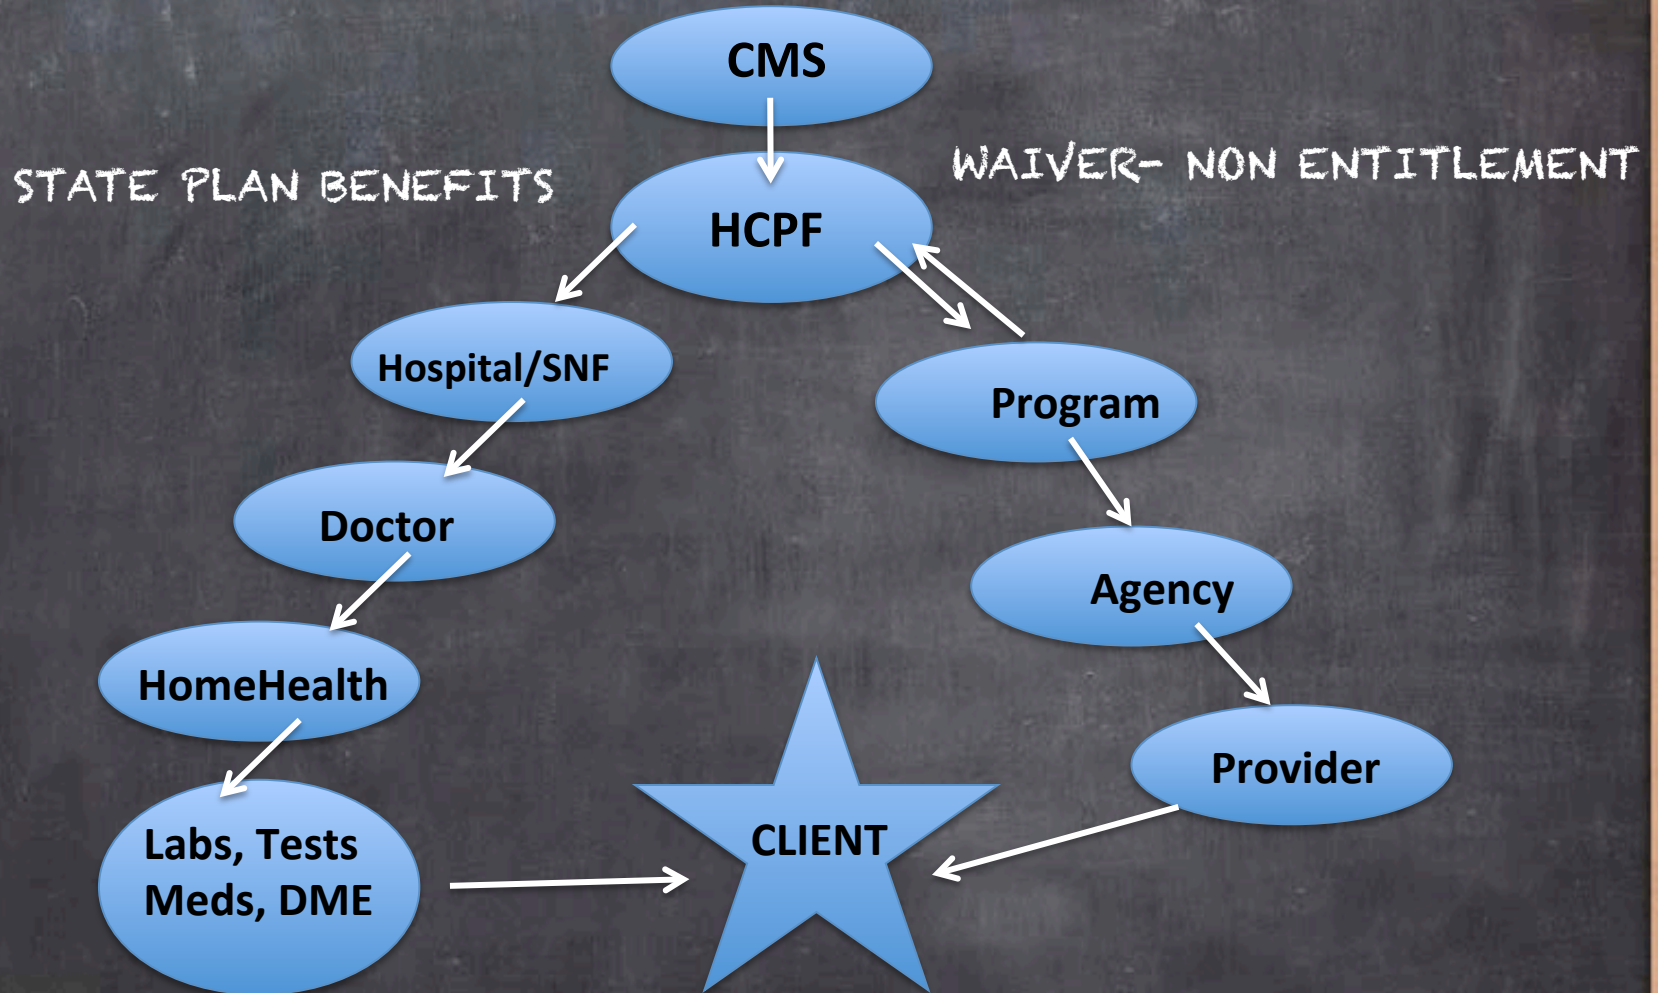 CMS
STATE PLAN BENEFITS
WAIVER- NON ENTITLEMENT
HCPF
Hospital/SNF
Program
Doctor
Agency
HomeHealth
Provider
Labs, Tests
Meds, DME
CLIENT